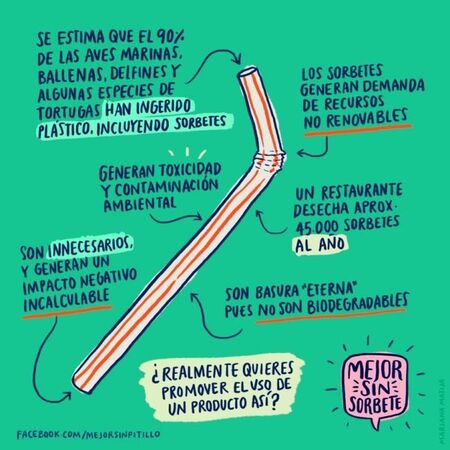 SE ESTIMA QUE EL 90%
DE LAS AVES MARINAS,
BALLENAS, DELFINES Y
ALGUNAS ESPECIES DE
TORTUGAS HAN INGERIDO
PLÁSTICO, INCLUYENDO SORBETES
LOS SORBETES
GENERAN DEMANDA
DE RECURSOS
NO RENOVABLES
GENERAN TOXICIDAD
Y CONTAMINACIÓN
AMBIENTAL
UN RESTAURANTE
DESECHA APROX.
45.000 SORBETES
AL AÑO
SON INNECESARIOS,
Y GENERAN UN
IMPACTO NEGATIVO
INCALCULABLE
SON BASURA "ETERNA"
PUES NO SON BIODEGRADABLES
¿REALMENTE QUIERES
PROMOVER EL USO DE
UN PRODUCTO ASÍ?
MEJOR
SIN
SORBETE
FACEBOOK.COM/MEJORSINPITILLO
MARIANA MATIJA